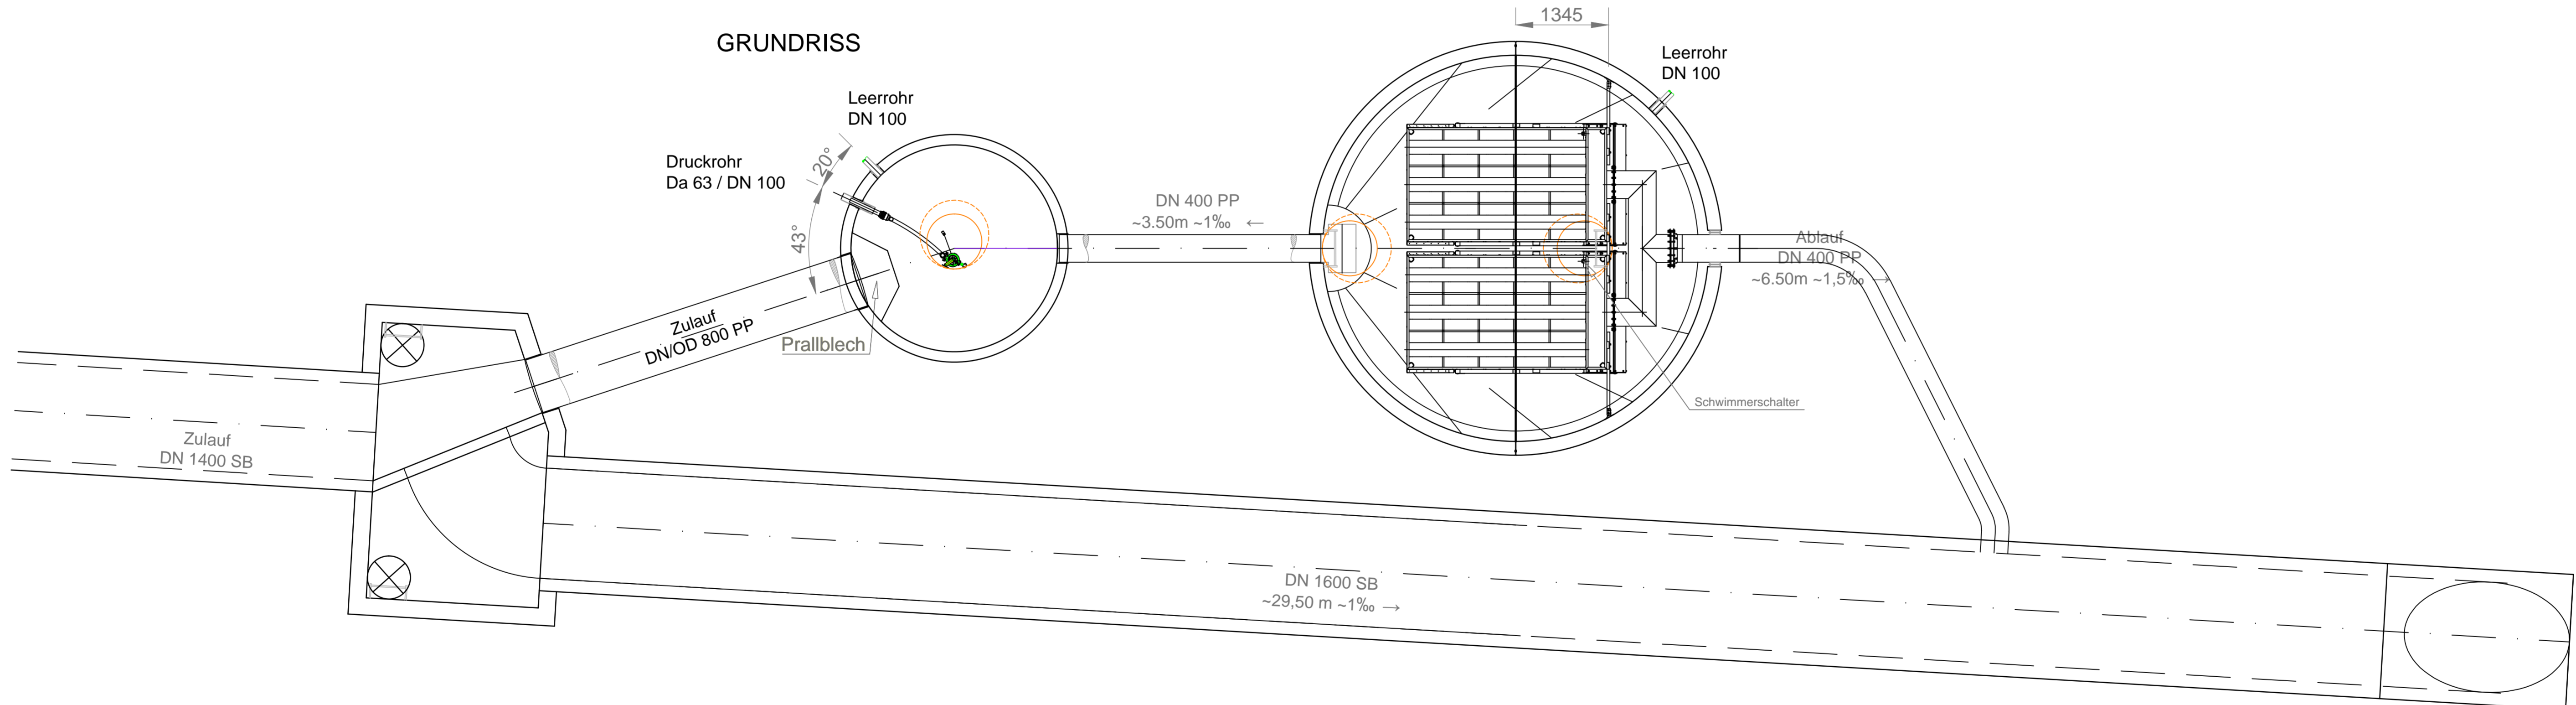 GRUNDRISS
1345
Leerrohr
DN 100
Leerrohr
DN 100
20°
Druckrohr
Da 63 / DN 100
43°
DN 400 PP
~3.50m ~1‰ ←
Ablauf
DN 400 PP
~6.50m ~1,5‰ →
Zulauf
DN/OD 800 PP
Prallblech
Schwimmerschalter
Zulauf
DN 1400 SB
DN 1600 SB
~29,50 m ~1‰ →